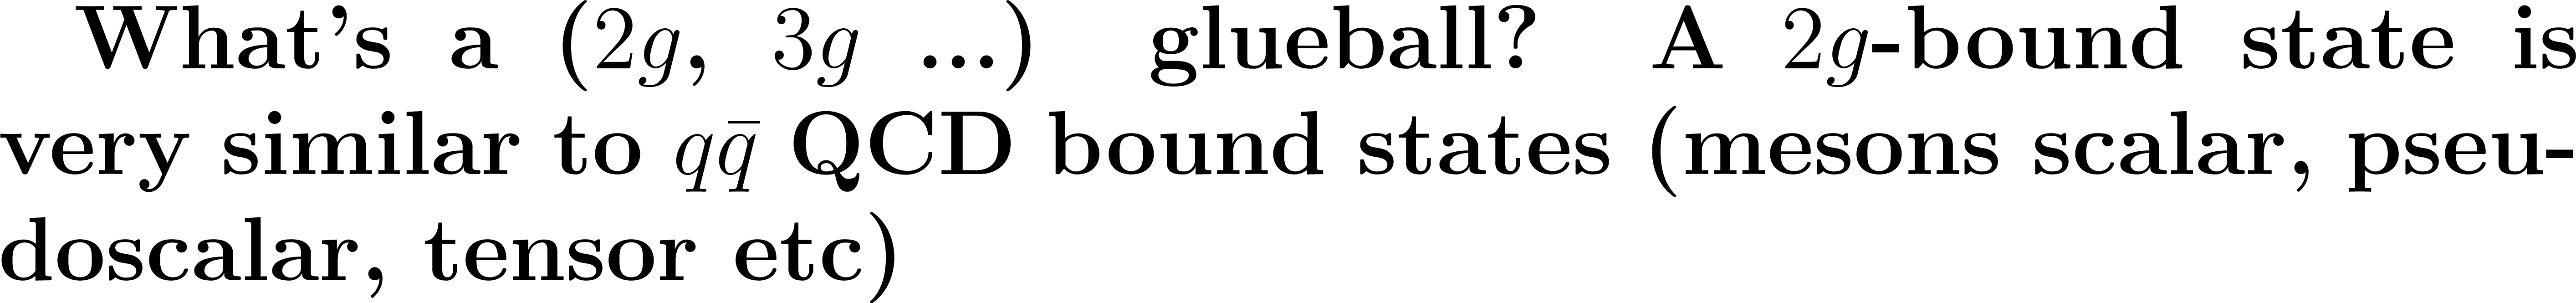 What's a (2g, 3g ...) glueball? A 2g-bound state is
very similar to qq̄ QCD bound states (mesons scalar, pseu-
doscalar, tensor etc)